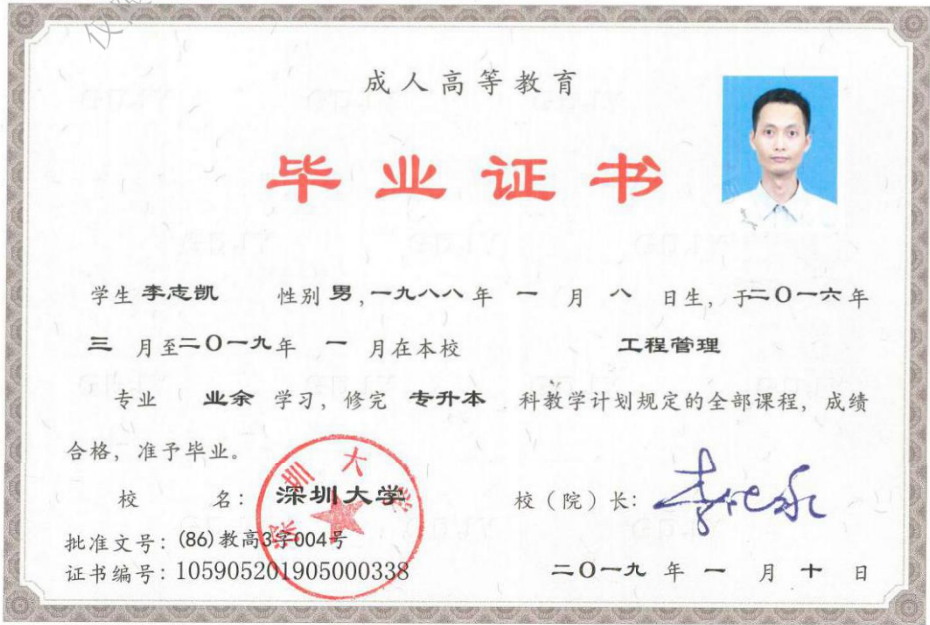 成人高等教育
毕业证书
学生 李志凯 性别 男,一九八八年 一 月 八 日生，于二〇一六年
三 月至二〇一九年 一 月在本校 工程管理
专业 业余 学习，修完 专升本 科教学计划规定的全部课程，成绩
合格，准予毕业。
校 名： 深圳大学 校（院）长：
深圳大学
批准文号：(86)教高3字004号
证书编号：105905201905000338 二〇一九 年 一 月 十 日